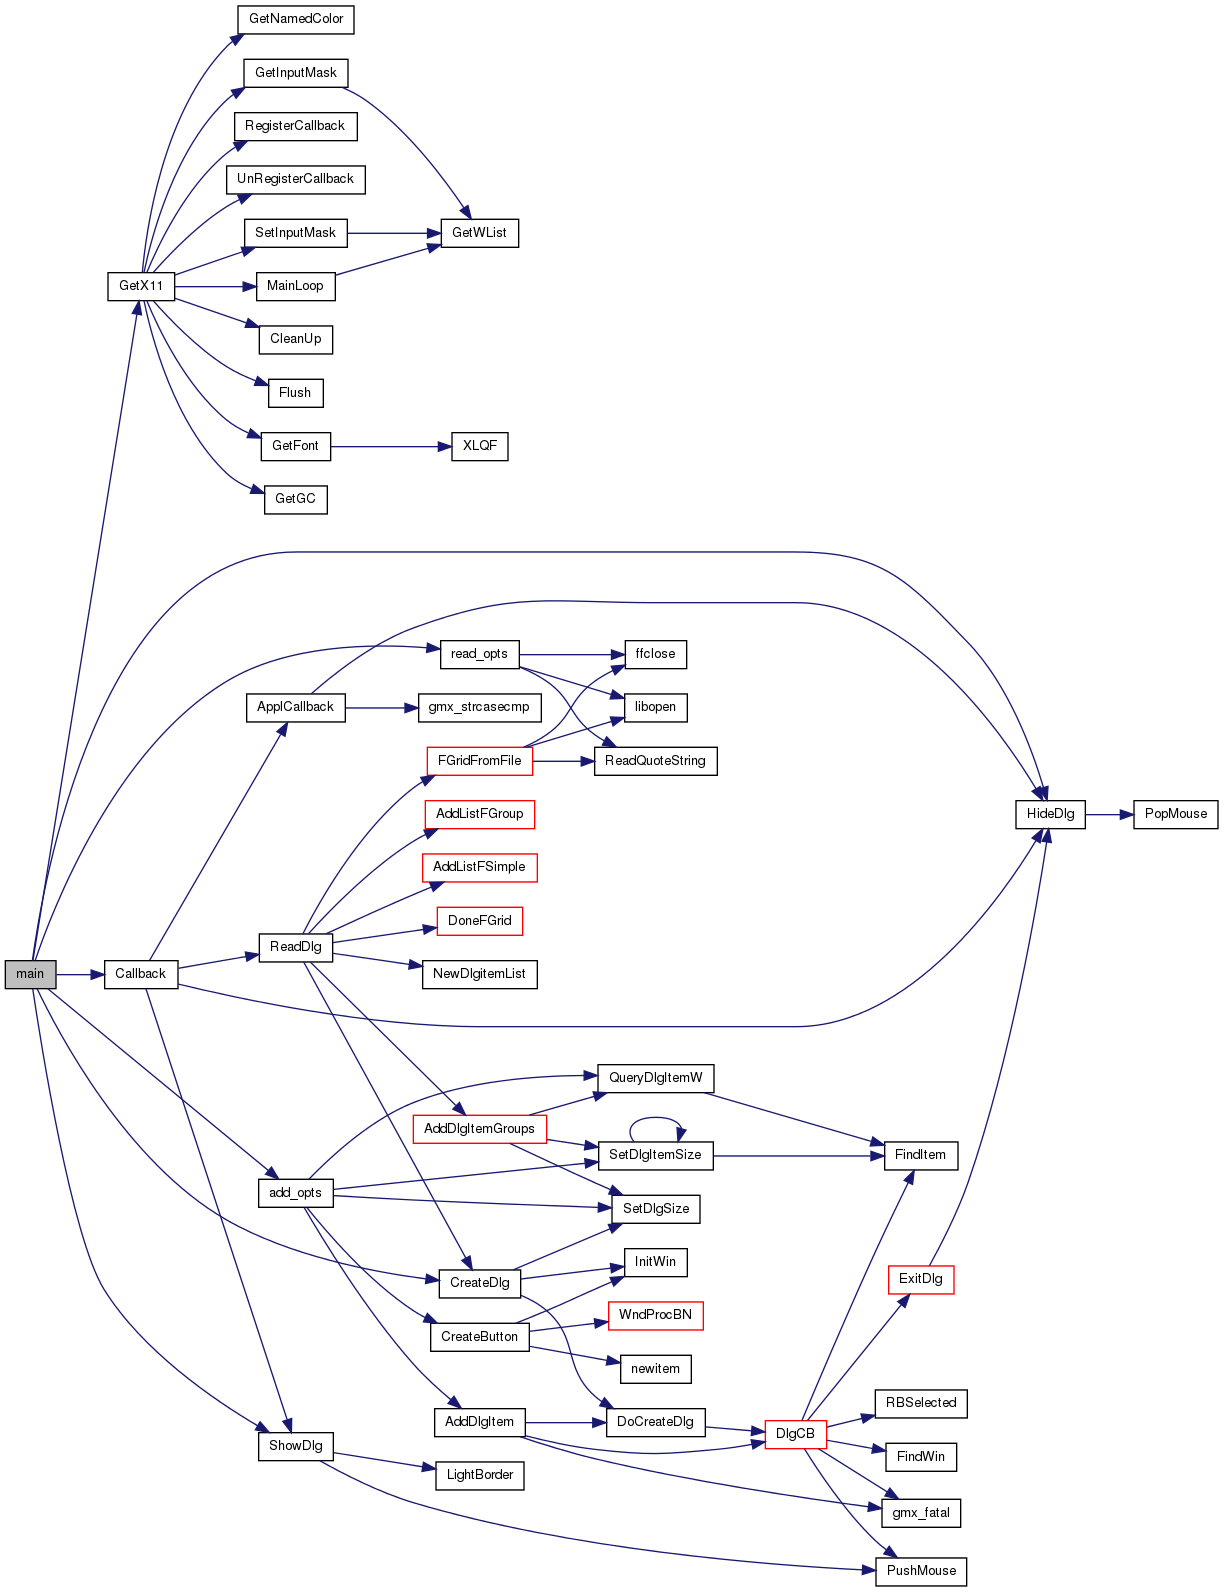 GetNamedColor
GetInputMask
RegisterCallback
UnRegisterCallback
SetInputMask
GetWList
GetX11
MainLoop
CleanUp
Flush
GetFont
XLQF
GetGC
read_opts
ffclose
ApplCallback
gmx_strcasecmp
libopen
FGridFromFile
ReadQuoteString
AddListFGroup
HideDlg
PopMouse
AddListFSimple
DoneFGrid
ReadDlg
main
Callback
NewDlgitemList
QueryDlgItemW
AddDlgItemGroups
SetDlgItemSize
FindItem
add_opts
SetDlgSize
InitWin
CreateDlg
ExitDlg
WndProcBN
CreateButton
newitem
RBSelected
AddDlgItem
DoCreateDlg
DlgCB
ShowDlg
FindWin
LightBorder
gmx_fatal
PushMouse